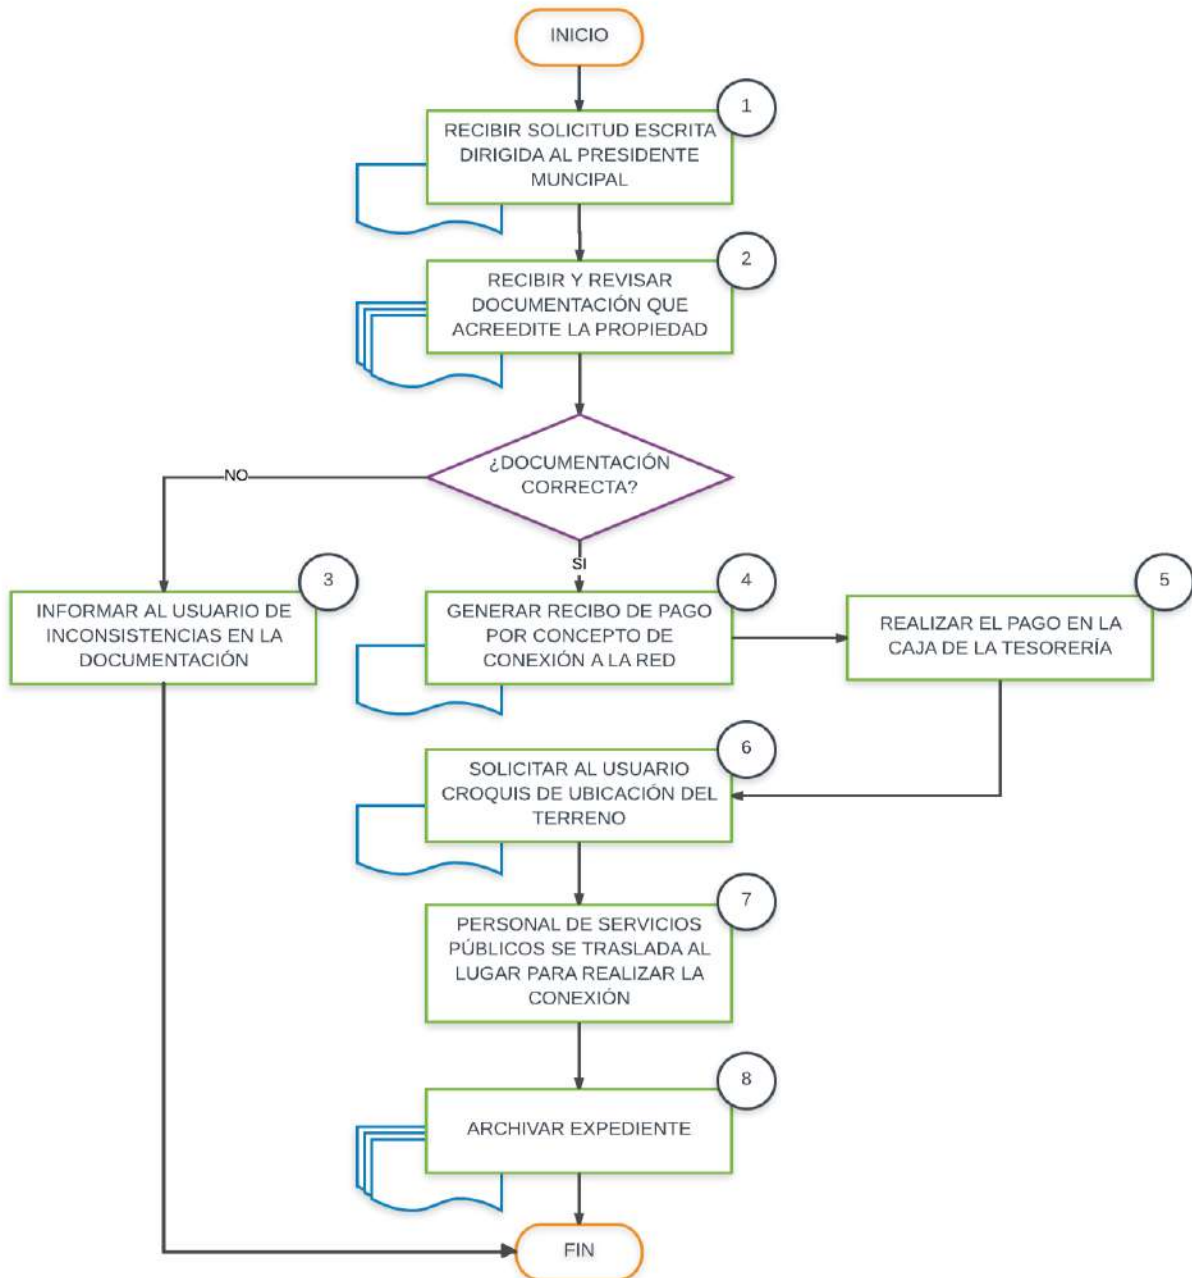 INICIO
1
RECIBIR SOLICITUD ESCRITA
DIRIGIDA AL PRESIDENTE
MUNCIPAL
2
RECIBIR Y REVISAR
DOCUMENTACIÓN QUE
ACREEDITE LA PROPIEDAD
¿DOCUMENTACIÓN
CORRECTA?
NO
SI
3
INFORMAR AL USUARIO DE
INCONSISTENCIAS EN LA
DOCUMENTACIÓN
4
GENERAR RECIBO DE PAGO
POR CONCEPTO DE
CONEXIÓN A LA RED
5
REALIZAR EL PAGO EN LA
CAJA DE LA TESORERÍA
6
SOLICITAR AL USUARIO
CROQUIS DE UBICACIÓN DEL
TERRENO
7
PERSONAL DE SERVICIOS
PÚBLICOS SE TRASLADA AL
LUGAR PARA REALIZAR LA
CONEXIÓN
8
ARCHIVAR EXPEDIENTE
FIN